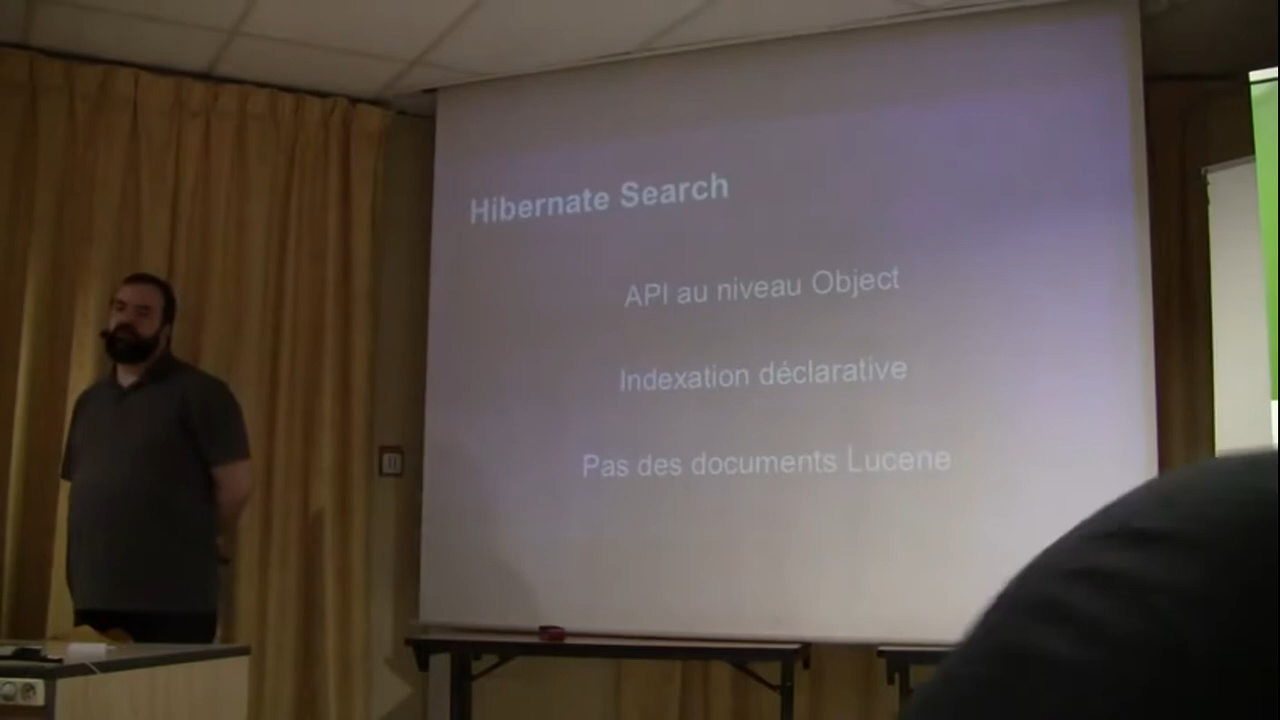 Hibernate Search
API au niveau Object
Indexation déclarative
Pas des documents Lucene